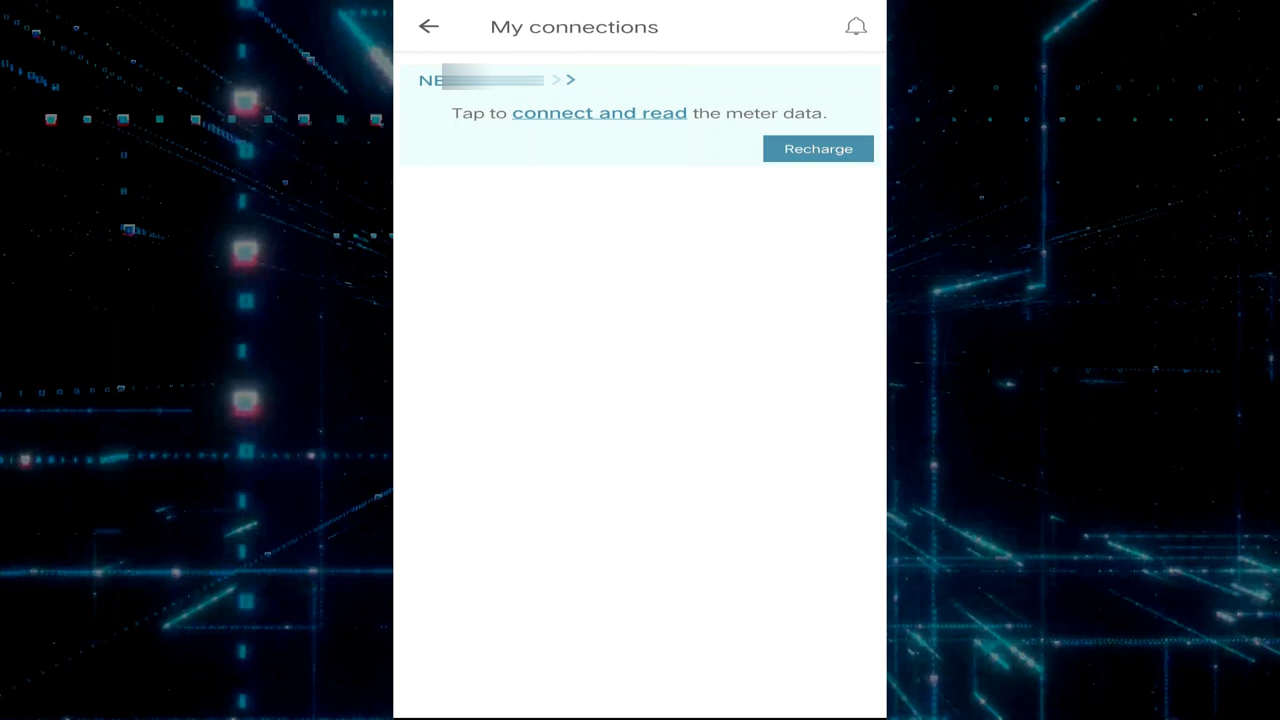 My connections
NE >>
Tap to connect and read the meter data.
Recharge